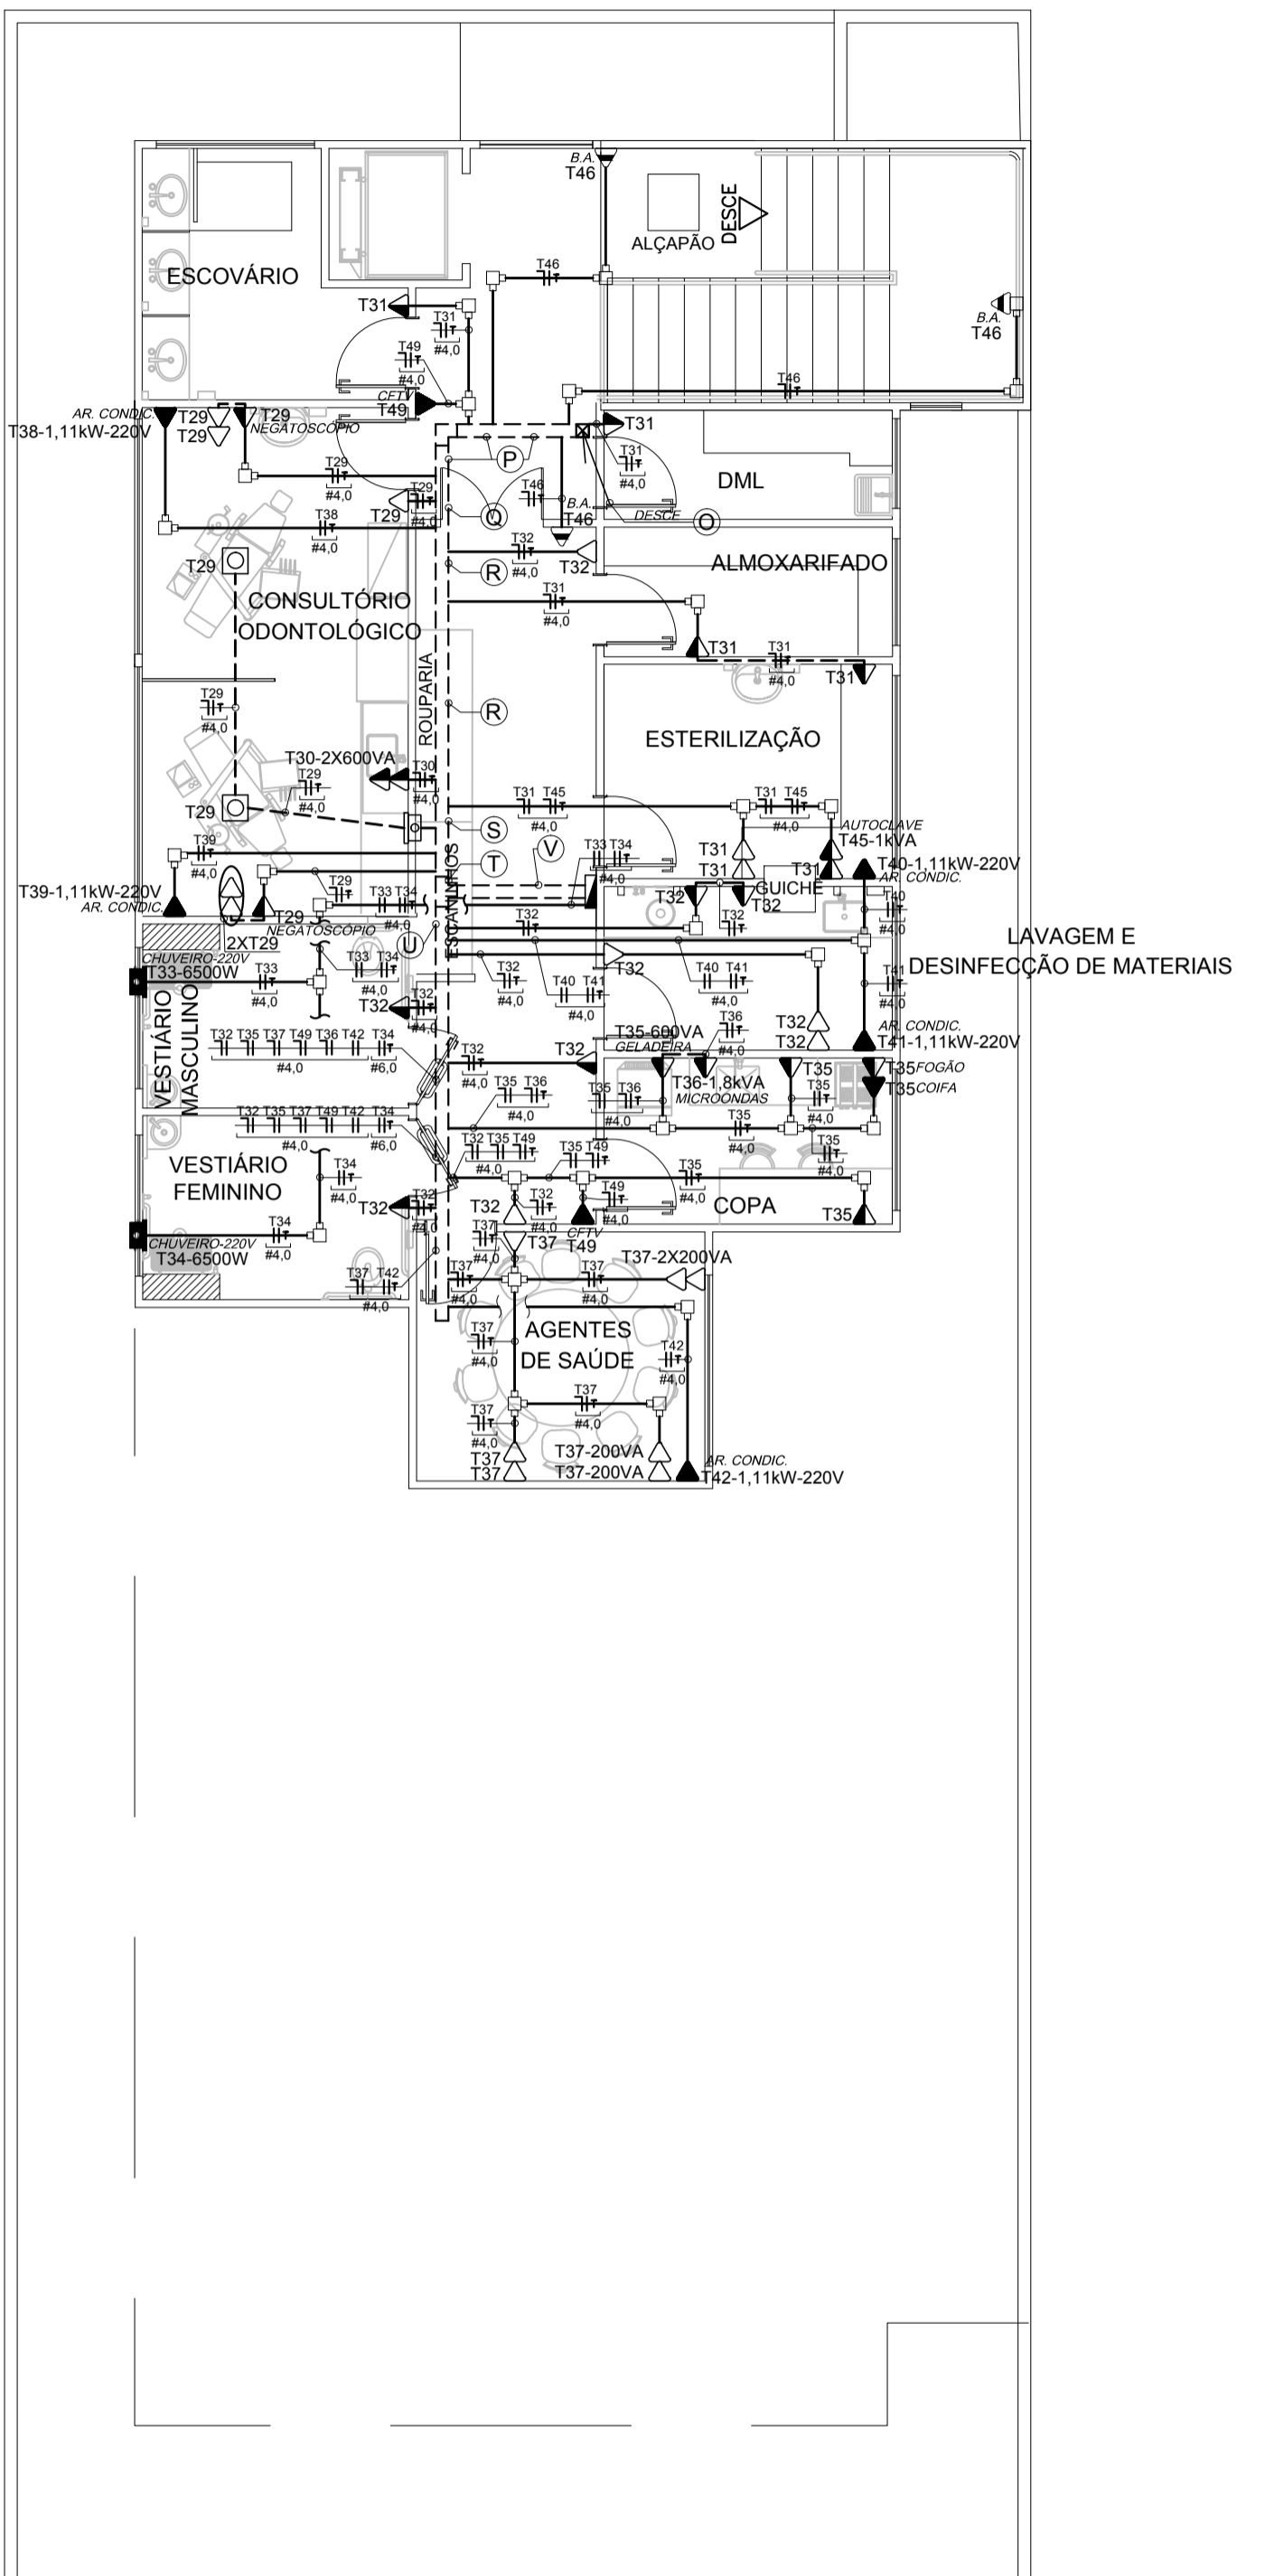 B.A.
T46
DESCE
ALÇAPÃO
ESCOVÁRIO
T46
T31
B.A.
T46
T31
#4,0
T49
#4,0
T46
CFTV
T49
AR. CONDIC.
T38-1,11kW-220V
T29
T29
T29
NEGATOSCÓPIO
T31
P
T31
#4,0
T29
DML
T29
#4,0
T29
T46
B.A.
T46
Q
DESCE
O
T38
#4,0
T32
#4,0
T32
T29
R
ALMOXARIFADO
CONSULTÓRIO
ODONTOLÓGICO
T31
#4,0
T31
T31
#4,0
T31
ROUPARIA
T29
#4,0
R
ESTERILIZAÇÃO
T30-2X600VA
T30
#4,0
T29
#4,0
T29
T31
T45
#4,0
T31
T45
#4,0
S
AUTOCLAVE
T45-1kVA
V
T39
#4,0
T
T33
T34
#4,0
T31
T31
T31
T40-1,11kW-220V
AR. CONDIC.
T39-1,11kW-220V
AR. CONDIC.
T29
T33
T34
#4,0
T32
GUICHÊ
T32
T40
#4,0
T29
NEGATOSCÓPIO
ESCANINHOS
T32
T32
LAVAGEM E
DESINFECÇÃO DE MATERIAIS
2XT29
U
CHUVEIRO-220V
T33-6500W
T33
#4,0
T33
T34
#4,0
T32
#4,0
T32
T40
T41
#4,0
T40
T41
#4,0
T41
#4,0
VESTIÁRIO
MASCULINO
T32
T32
#4,0
T32
T32
AR. CONDIC.
T41-1,11kW-220V
T36
#4,0
T35-600VA
GELADEIRA
T32
T35
T37
T49
T36
T42
T34
#4,0
#6,0
T32
#4,0
T32
T36-1,8kVA
MICROONDAS
T35
T35
FOGÃO
T35
COIFA
T35
T36
#4,0
T35
T36
#4,0
T35
#4,0
T32
T35
T37
T49
T42
T34
#4,0
#6,0
T35
#4,0
T35
#4,0
T32
T35
T49
#4,0
T35
T49
T35
#4,0
VESTIÁRIO
FEMININO
T34
#4,0
T32
T32
#4,0
T32
T32
#4,0
T49
#4,0
COPA
T35
CFTV
T49
CHUVEIRO-220V
T34-6500W
T34
#4,0
T37
#4,0
T37
T37-2X200VA
T37
T42
#4,0
T37
#4,0
T37
#4,0
AGENTES
DE SAÚDE
T37
#4,0
T42
#4,0
T37
#4,0
T37
#4,0
T37
T37
T37-200VA
T37-200VA
AR. CONDIC.
T42-1,11kW-220V